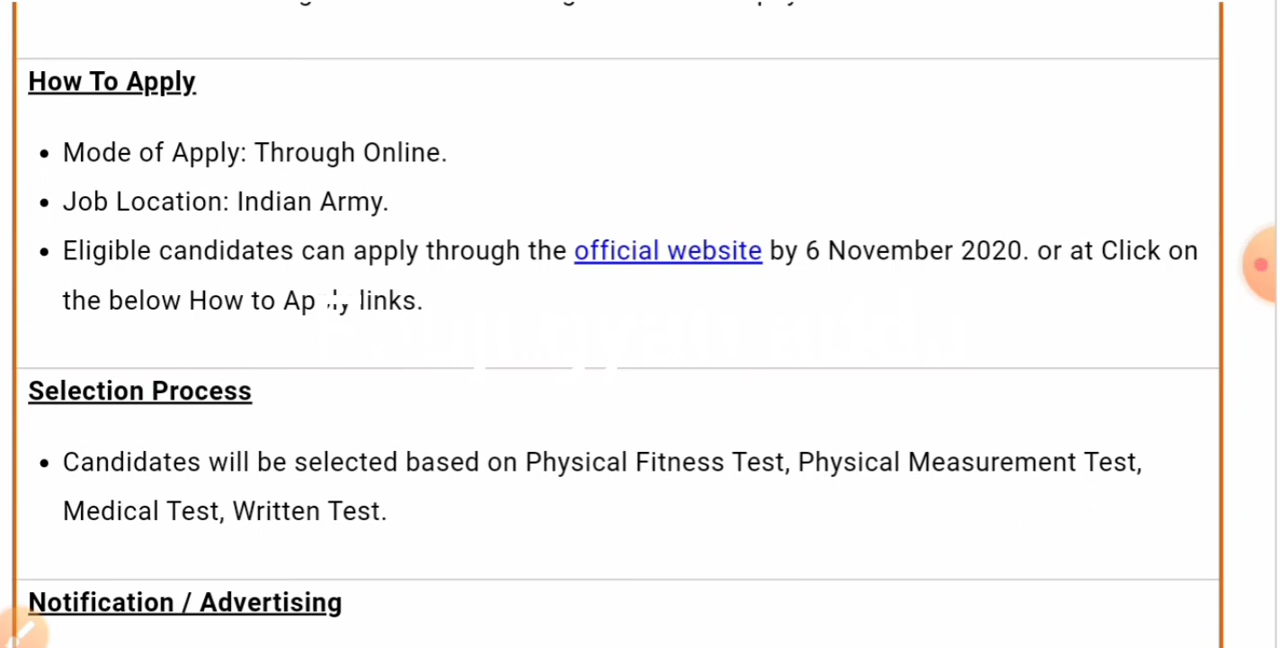 How To Apply
Mode of Apply: Through Online.
Job Location: Indian Army.
Eligible candidates can apply through the official website by 6 November 2020. or at Click on
the below How to Ap links.
Selection Process
Candidates will be selected based on Physical Fitness Test, Physical Measurement Test,
Medical Test, Written Test.
Notification / Advertising